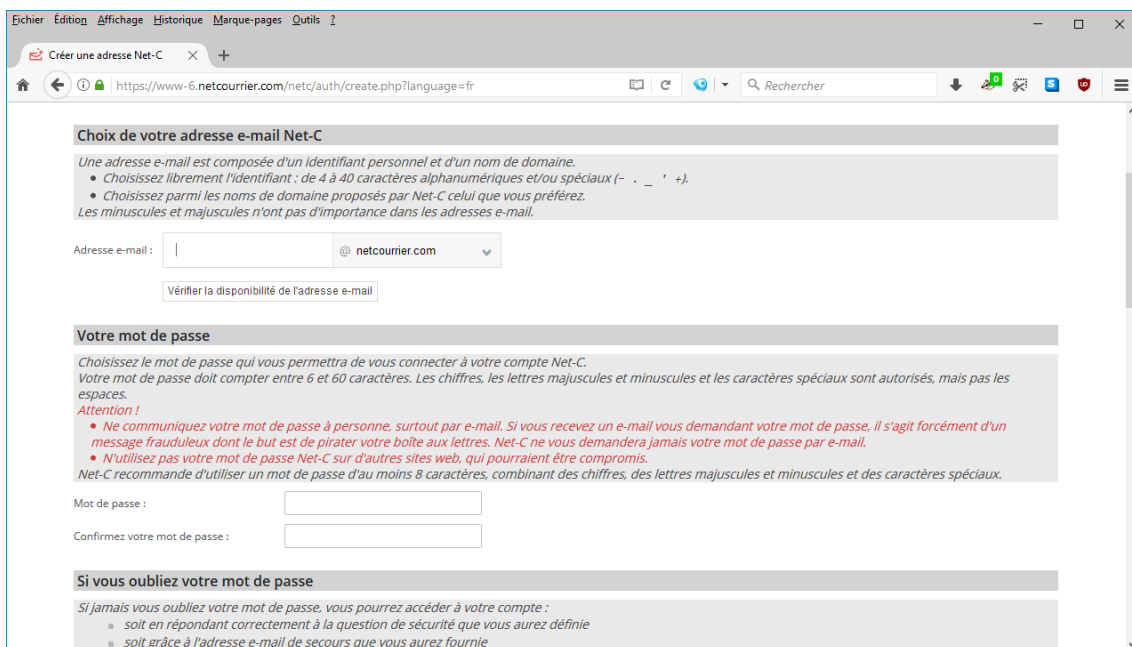 Fichier Édition Affichage Historique Marque-pages Outils ?
Créer une adresse Net-C
https://www-6.netcourrier.com/netc/auth/create.php?language=fr
Rechercher
0
S
Choix de votre adresse e-mail Net-C
Une adresse e-mail est composée d'un identifiant personnel et d'un nom de domaine.
• Choisissez librement l'identifiant : de 4 à 40 caractères alphanumériques et/ou spéciaux (- . _ ' +).
• Choisissez parmi les noms de domaine proposés par Net-C celui que vous préférez.
Les minuscules et majuscules n'ont pas d'importance dans les adresses e-mail.
Adresse e-mail :
@ netcourrier.com
Vérifier la disponibilité de l'adresse e-mail
Votre mot de passe
Choisissez le mot de passe qui vous permettra de vous connecter à votre compte Net-C.
Votre mot de passe doit compter entre 6 et 60 caractères. Les chiffres, les lettres majuscules et minuscules et les caractères spéciaux sont autorisés, mais pas les
espaces.
Attention !
• Ne communiquez votre mot de passe à personne, surtout par e-mail. Si vous recevez un e-mail vous demandant votre mot de passe, il s'agit forcément d'un
message frauduleux dont le but est de pirater votre boîte aux lettres. Net-C ne vous demandera jamais votre mot de passe par e-mail.
• N'utilisez pas votre mot de passe Net-C sur d'autres sites web, qui pourraient être compromis.
Net-C recommande d'utiliser un mot de passe d'au moins 8 caractères, combinant des chiffres, des lettres majuscules et minuscules et des caractères spéciaux.
Mot de passe :
Confirmez votre mot de passe :
Si vous oubliez votre mot de passe
Si jamais vous oubliez votre mot de passe, vous pourrez accéder à votre compte :
soit en répondant correctement à la question de sécurité que vous aurez définie
soit grâce à l'adresse e-mail de secours que vous aurez fournie